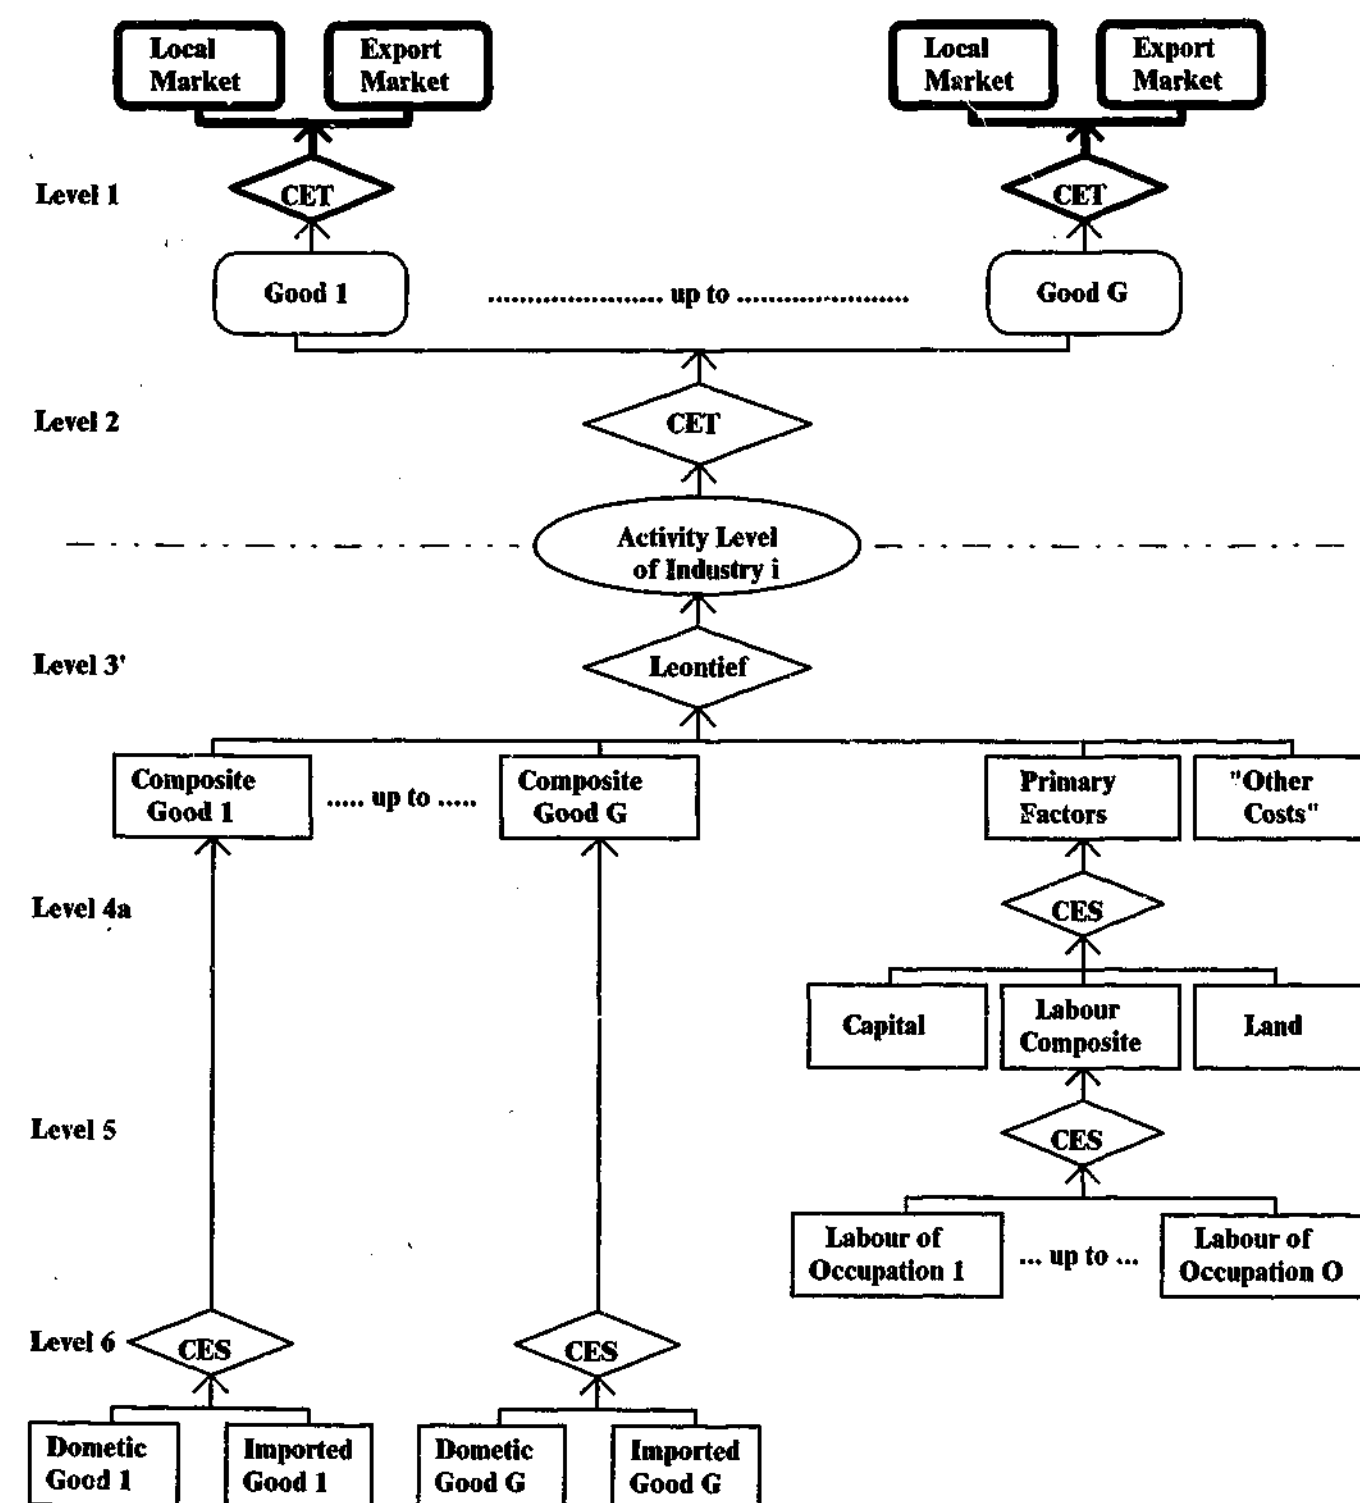 Local
Market
Export
Market
Local
Market
Export
Market
Level 1
CET
CET
Good 1
.................... up to ....................
Good G
Level 2
CET
Activity Level
of Industry i
Level 3'
Leontief
Composite
Good 1
..... up to .....
Composite
Good G
Primary
Factors
"Other
Costs"
Level 4a
CES
Capital
Labour
Composite
Land
Level 5
CES
Labour of
Occupation 1
... up to ...
Labour of
Occupation O
Level 6
CES
CES
Dometic
Good 1
Imported
Good 1
Dometic
Good G
Imported
Good G